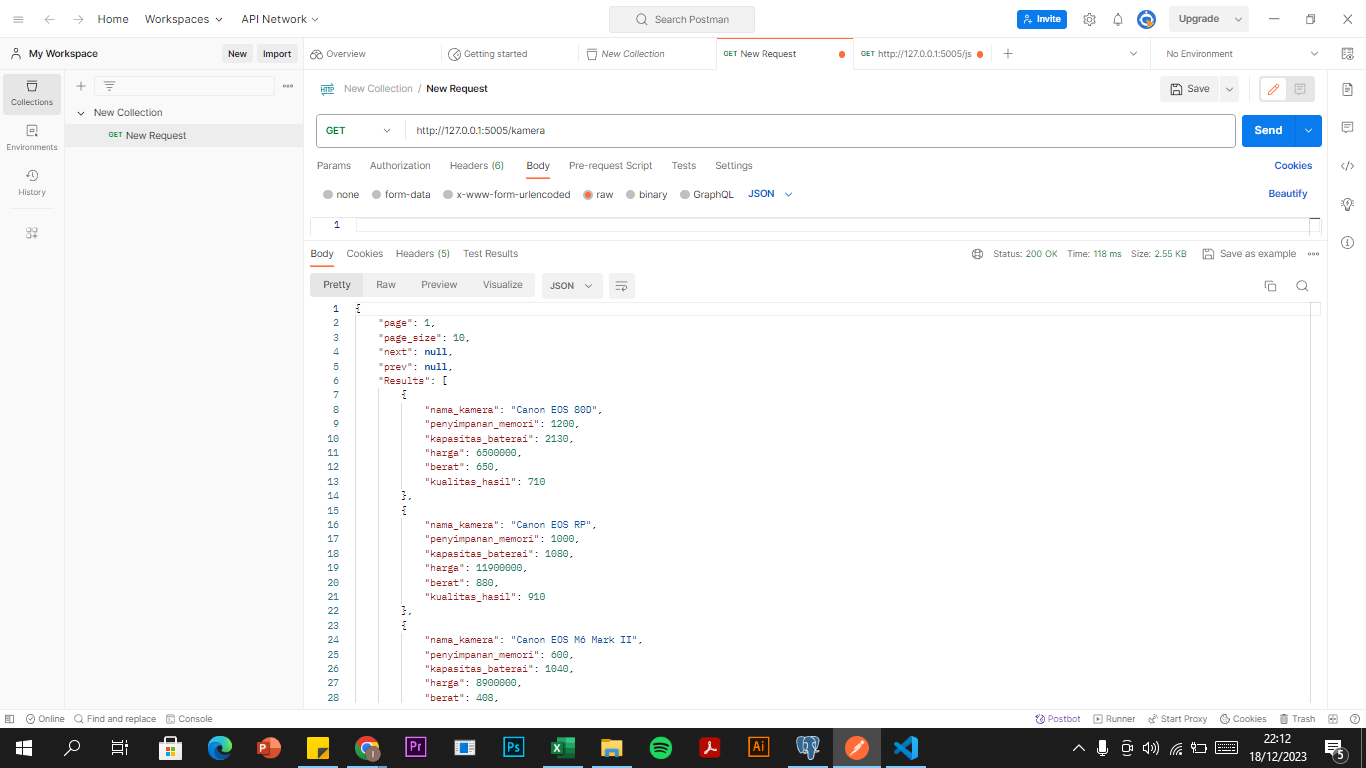 Home Workspaces API Network Search Postman Invite Upgrade
My Workspace New Import Overview Getting started New Collection GET New Request GET http://127.0.0.1:5005/js No Environment
Collections
Environments
History
New Collection
GET New Request
HTTP New Collection / New Request Save
GET http://127.0.0.1:5005/kamera Send
Params Authorization Headers (6) Body Pre-request Script Tests Settings Cookies
none form-data x-www-form-urlencoded raw binary GraphQL JSON Beautify
1
Body Cookies Headers (5) Test Results Status: 200 OK Time: 118 ms Size: 2.55 KB Save as example
Pretty Raw Preview Visualize JSON
1 {
2 "page": 1,
3 "page_size": 10,
4 "next": null,
5 "prev": null,
6 "Results": [
7 {
8 "nama_kamera": "Canon EOS 80D",
9 "penyimpanan_memori": 1200,
10 "kapasitas_baterai": 2130,
11 "harga": 6500000,
12 "berat": 650,
13 "kualitas_hasil": 710
14 },
15 {
16 "nama_kamera": "Canon EOS RP",
17 "penyimpanan_memori": 1000,
18 "kapasitas_baterai": 1080,
19 "harga": 11900000,
20 "berat": 880,
21 "kualitas_hasil": 910
22 },
23 {
24 "nama_kamera": "Canon EOS M6 Mark II",
25 "penyimpanan_memori": 600,
26 "kapasitas_baterai": 1040,
27 "harga": 8900000,
28 "berat": 408,
Online Find and replace Console Postbot Runner Start Proxy Cookies Trash
P Pr Ps Ai
22:12
18/12/2023
5